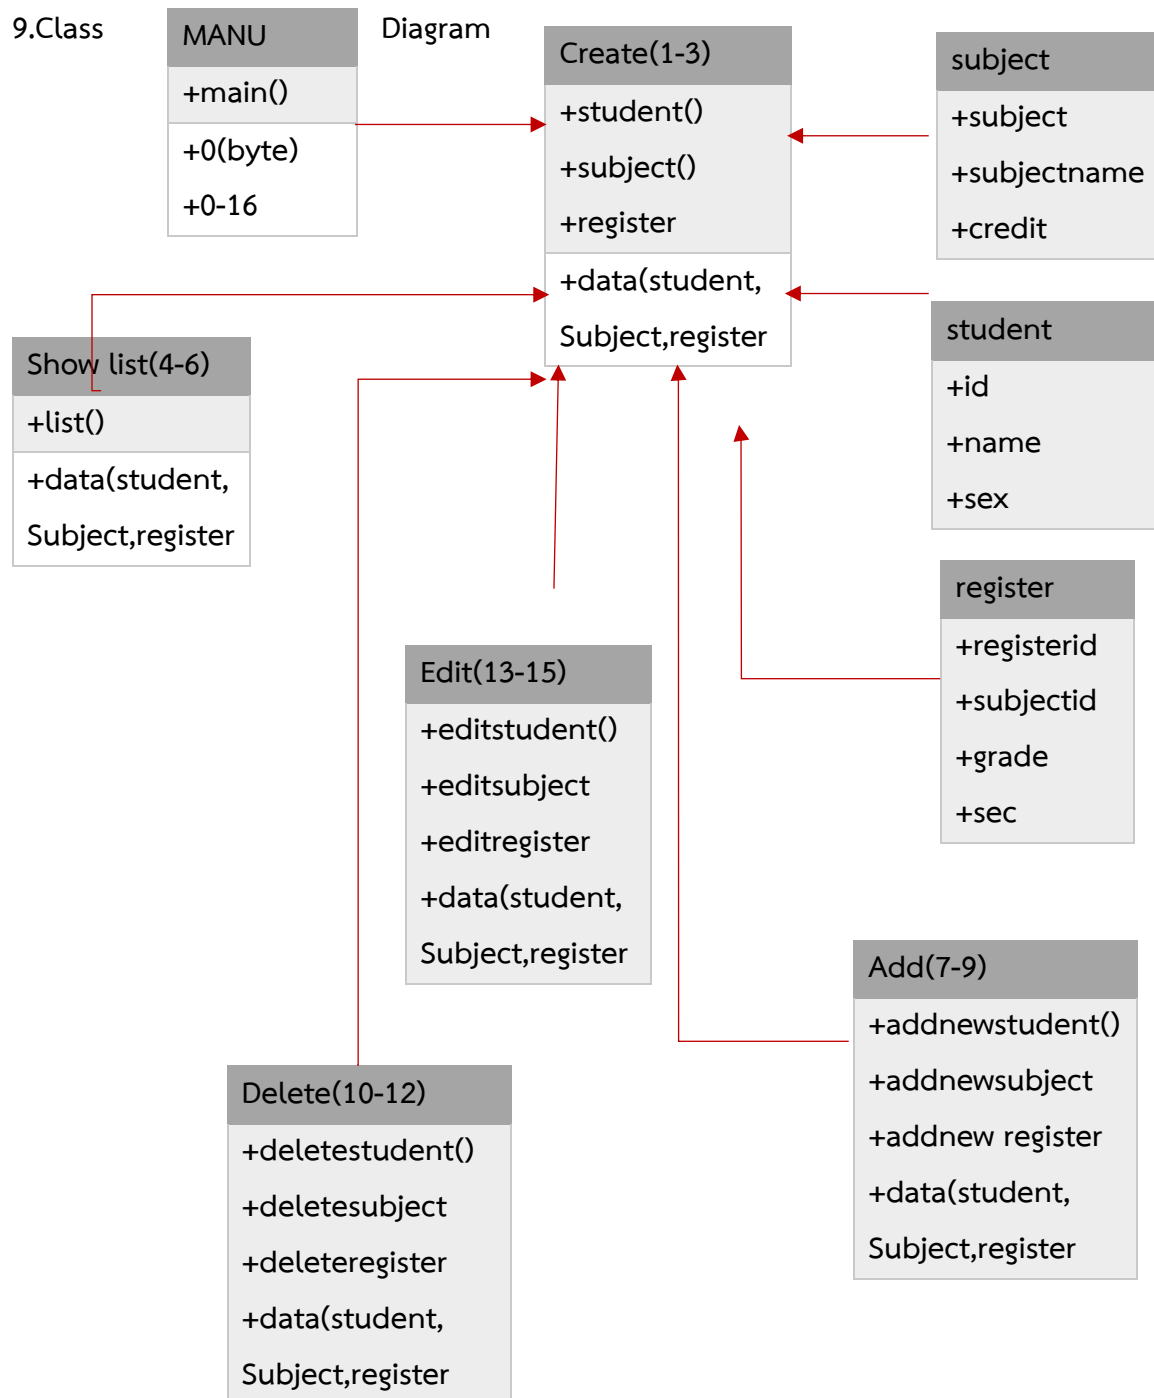 9.Class Diagram
MANU
+main()
+0(byte)
+0-16
Create(1-3)
+student()
+subject()
+register
+data(student,
Subject,register
subject
+subject
+subjectname
+credit
Show list(4-6)
+list()
+data(student,
Subject,register
student
+id
+name
+sex
register
+registerid
+subjectid
+grade
+sec
Edit(13-15)
+editstudent()
+editsubject
+editregister
+data(student,
Subject,register
Add(7-9)
+addnewstudent()
+addnewsubject
+addnew register
+data(student,
Subject,register
Delete(10-12)
+deletestudent()
+deletesubject
+deleteregister
+data(student,
Subject,register